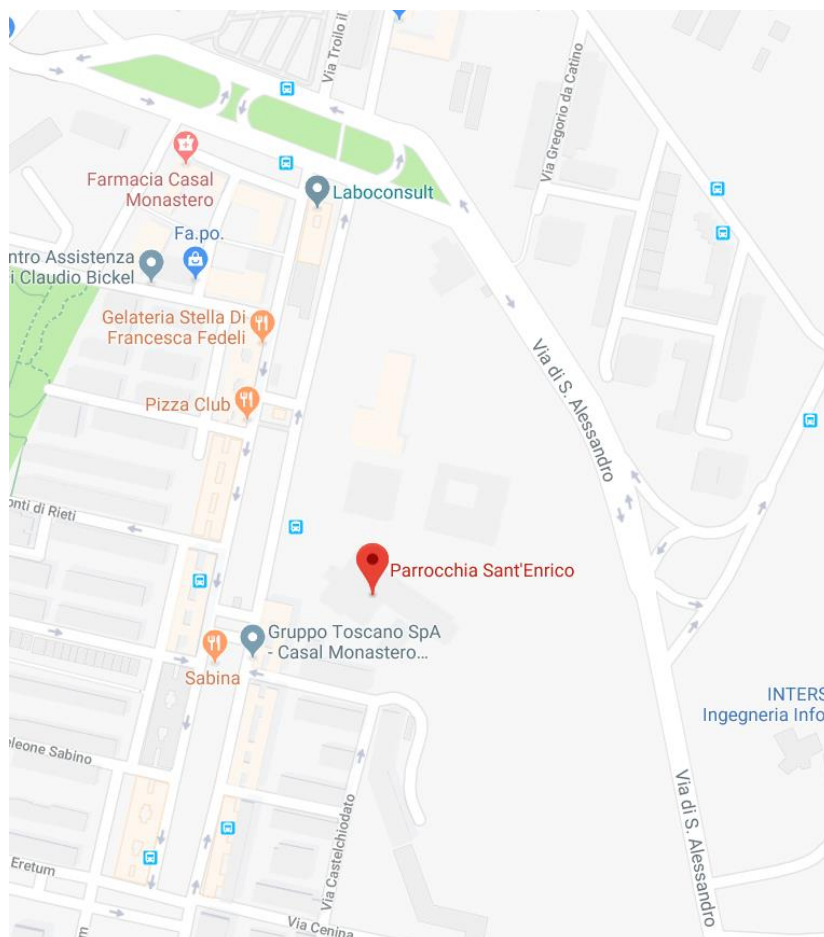 Via Troilo il
Via Gregorio da Catino
Farmacia Casal
Monastero
Laboconsult
Fa.po.
ntro Assistenza
i Claudio Bickel
Gelateria Stella Di
Francesca Fedeli
Via di S. Alessandro
Pizza Club
onti di Rieti
Parrocchia Sant'Enrico
Gruppo Toscano SpA
- Casal Monastero...
Sabina
INTERS
Ingegneria Info
eleone Sabino
Via di S. Alessandro
Via Castelchiodato
Eretum
Via Cenina
m